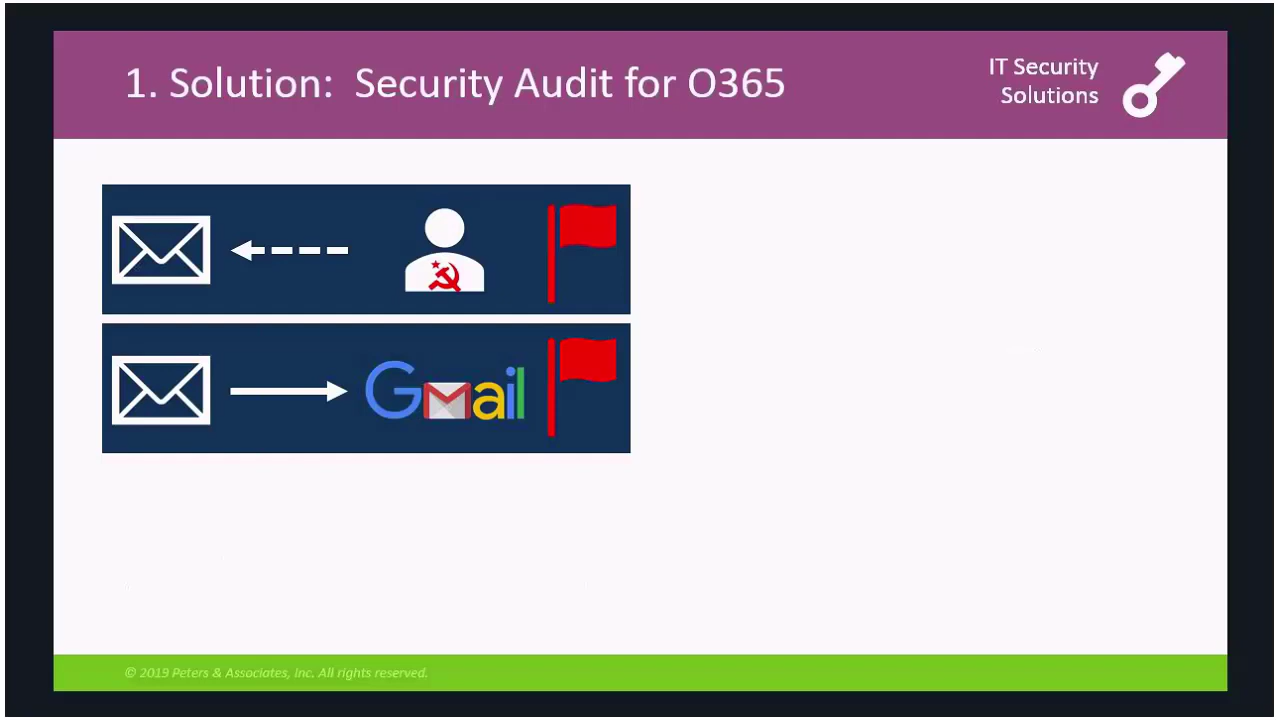 1. Solution:  Security Audit for O365
IT Security
Solutions
Gmail
© 2019 Peters & Associates, Inc. All rights reserved.